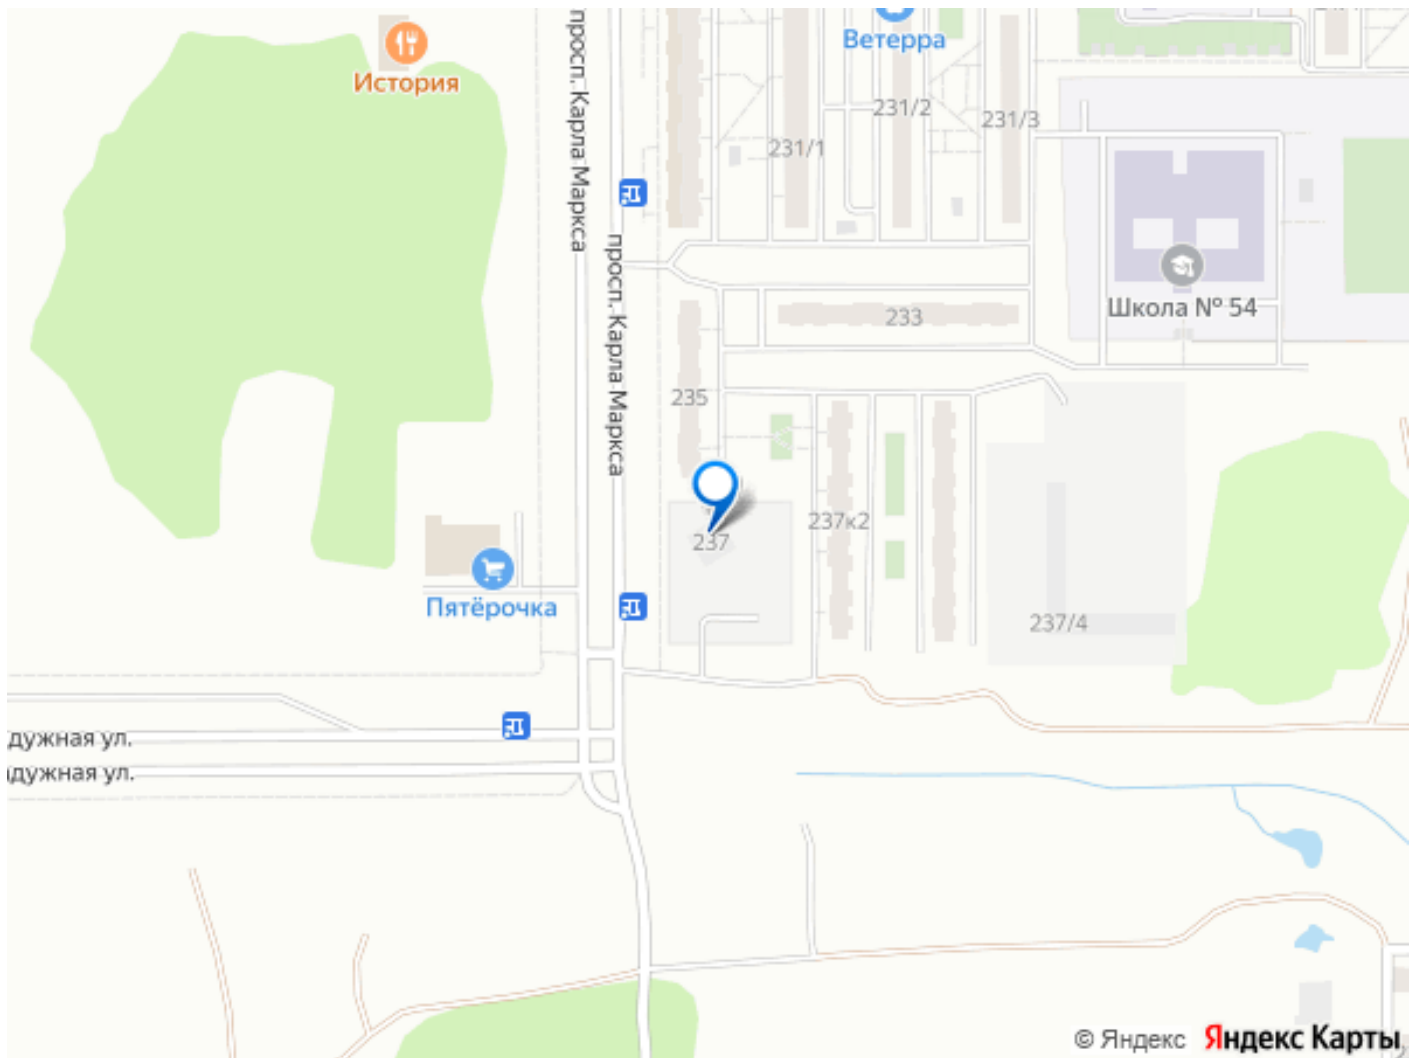 История
просп. Карла Маркса
Ветерра
231/2
231/3
231/1
просп. Карла Маркса
Школа № 54
233
235
237к2
237
Пятёрочка
237/4
дужная ул.
дужная ул.
© Яндекс Яндекс Карты